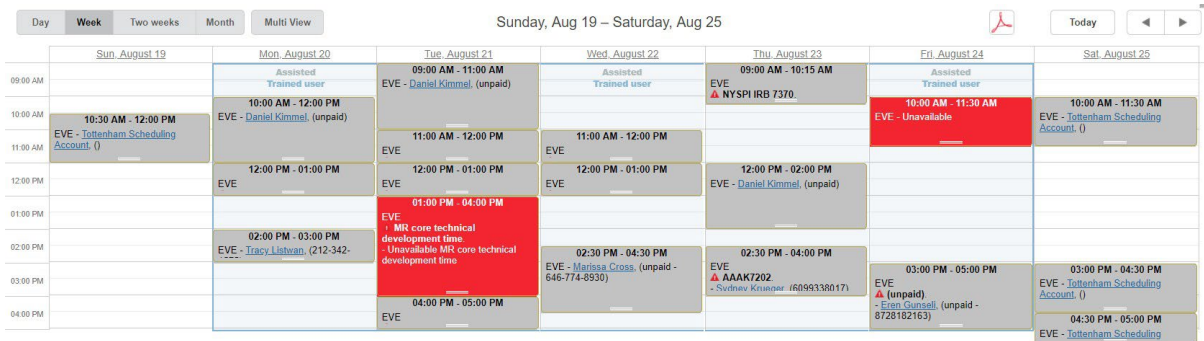 Day Week Two weeks Month Multi View Sunday, Aug 19 – Saturday, Aug 25 Today
Sun, August 19 Mon, August 20 Tue, August 21 Wed, August 22 Thu, August 23 Fri, August 24 Sat, August 25
09:00 AM
10:00 AM
11:00 AM
12:00 PM
01:00 PM
02:00 PM
03:00 PM
04:00 PM
10:30 AM - 12:00 PM
EVE - Tottenham Scheduling
Account, ()
Assisted
Trained user
10:00 AM - 12:00 PM
EVE - Daniel Kimmel, (unpaid)
12:00 PM - 01:00 PM
EVE
02:00 PM - 03:00 PM
EVE - Tracy Listwan, (212-342-
09:00 AM - 11:00 AM
EVE - Daniel Kimmel, (unpaid)
11:00 AM - 12:00 PM
EVE
12:00 PM - 01:00 PM
EVE
01:00 PM - 04:00 PM
EVE
MR core technical
development time.
- Unavailable MR core technical
development time
04:00 PM - 05:00 PM
EVE
Assisted
Trained user
11:00 AM - 12:00 PM
EVE
12:00 PM - 01:00 PM
EVE
02:30 PM - 04:30 PM
EVE - Marissa Cross, (unpaid -
646-774-8930)
09:00 AM - 10:15 AM
EVE
NYSPI IRB 7370.
12:00 PM - 02:00 PM
EVE - Daniel Kimmel, (unpaid)
02:30 PM - 04:00 PM
EVE
AAAK7202.
- Sydney Krueger, (6099338017)
Assisted
Trained user
10:00 AM - 11:30 AM
EVE - Unavailable
03:00 PM - 05:00 PM
EVE
(unpaid).
- Eren Gunseli, (unpaid -
8728182163)
10:00 AM - 11:30 AM
EVE - Tottenham Scheduling
Account, ()
03:00 PM - 04:30 PM
EVE - Tottenham Scheduling
Account, ()
04:30 PM - 05:00 PM
EVE - Tottenham Scheduling